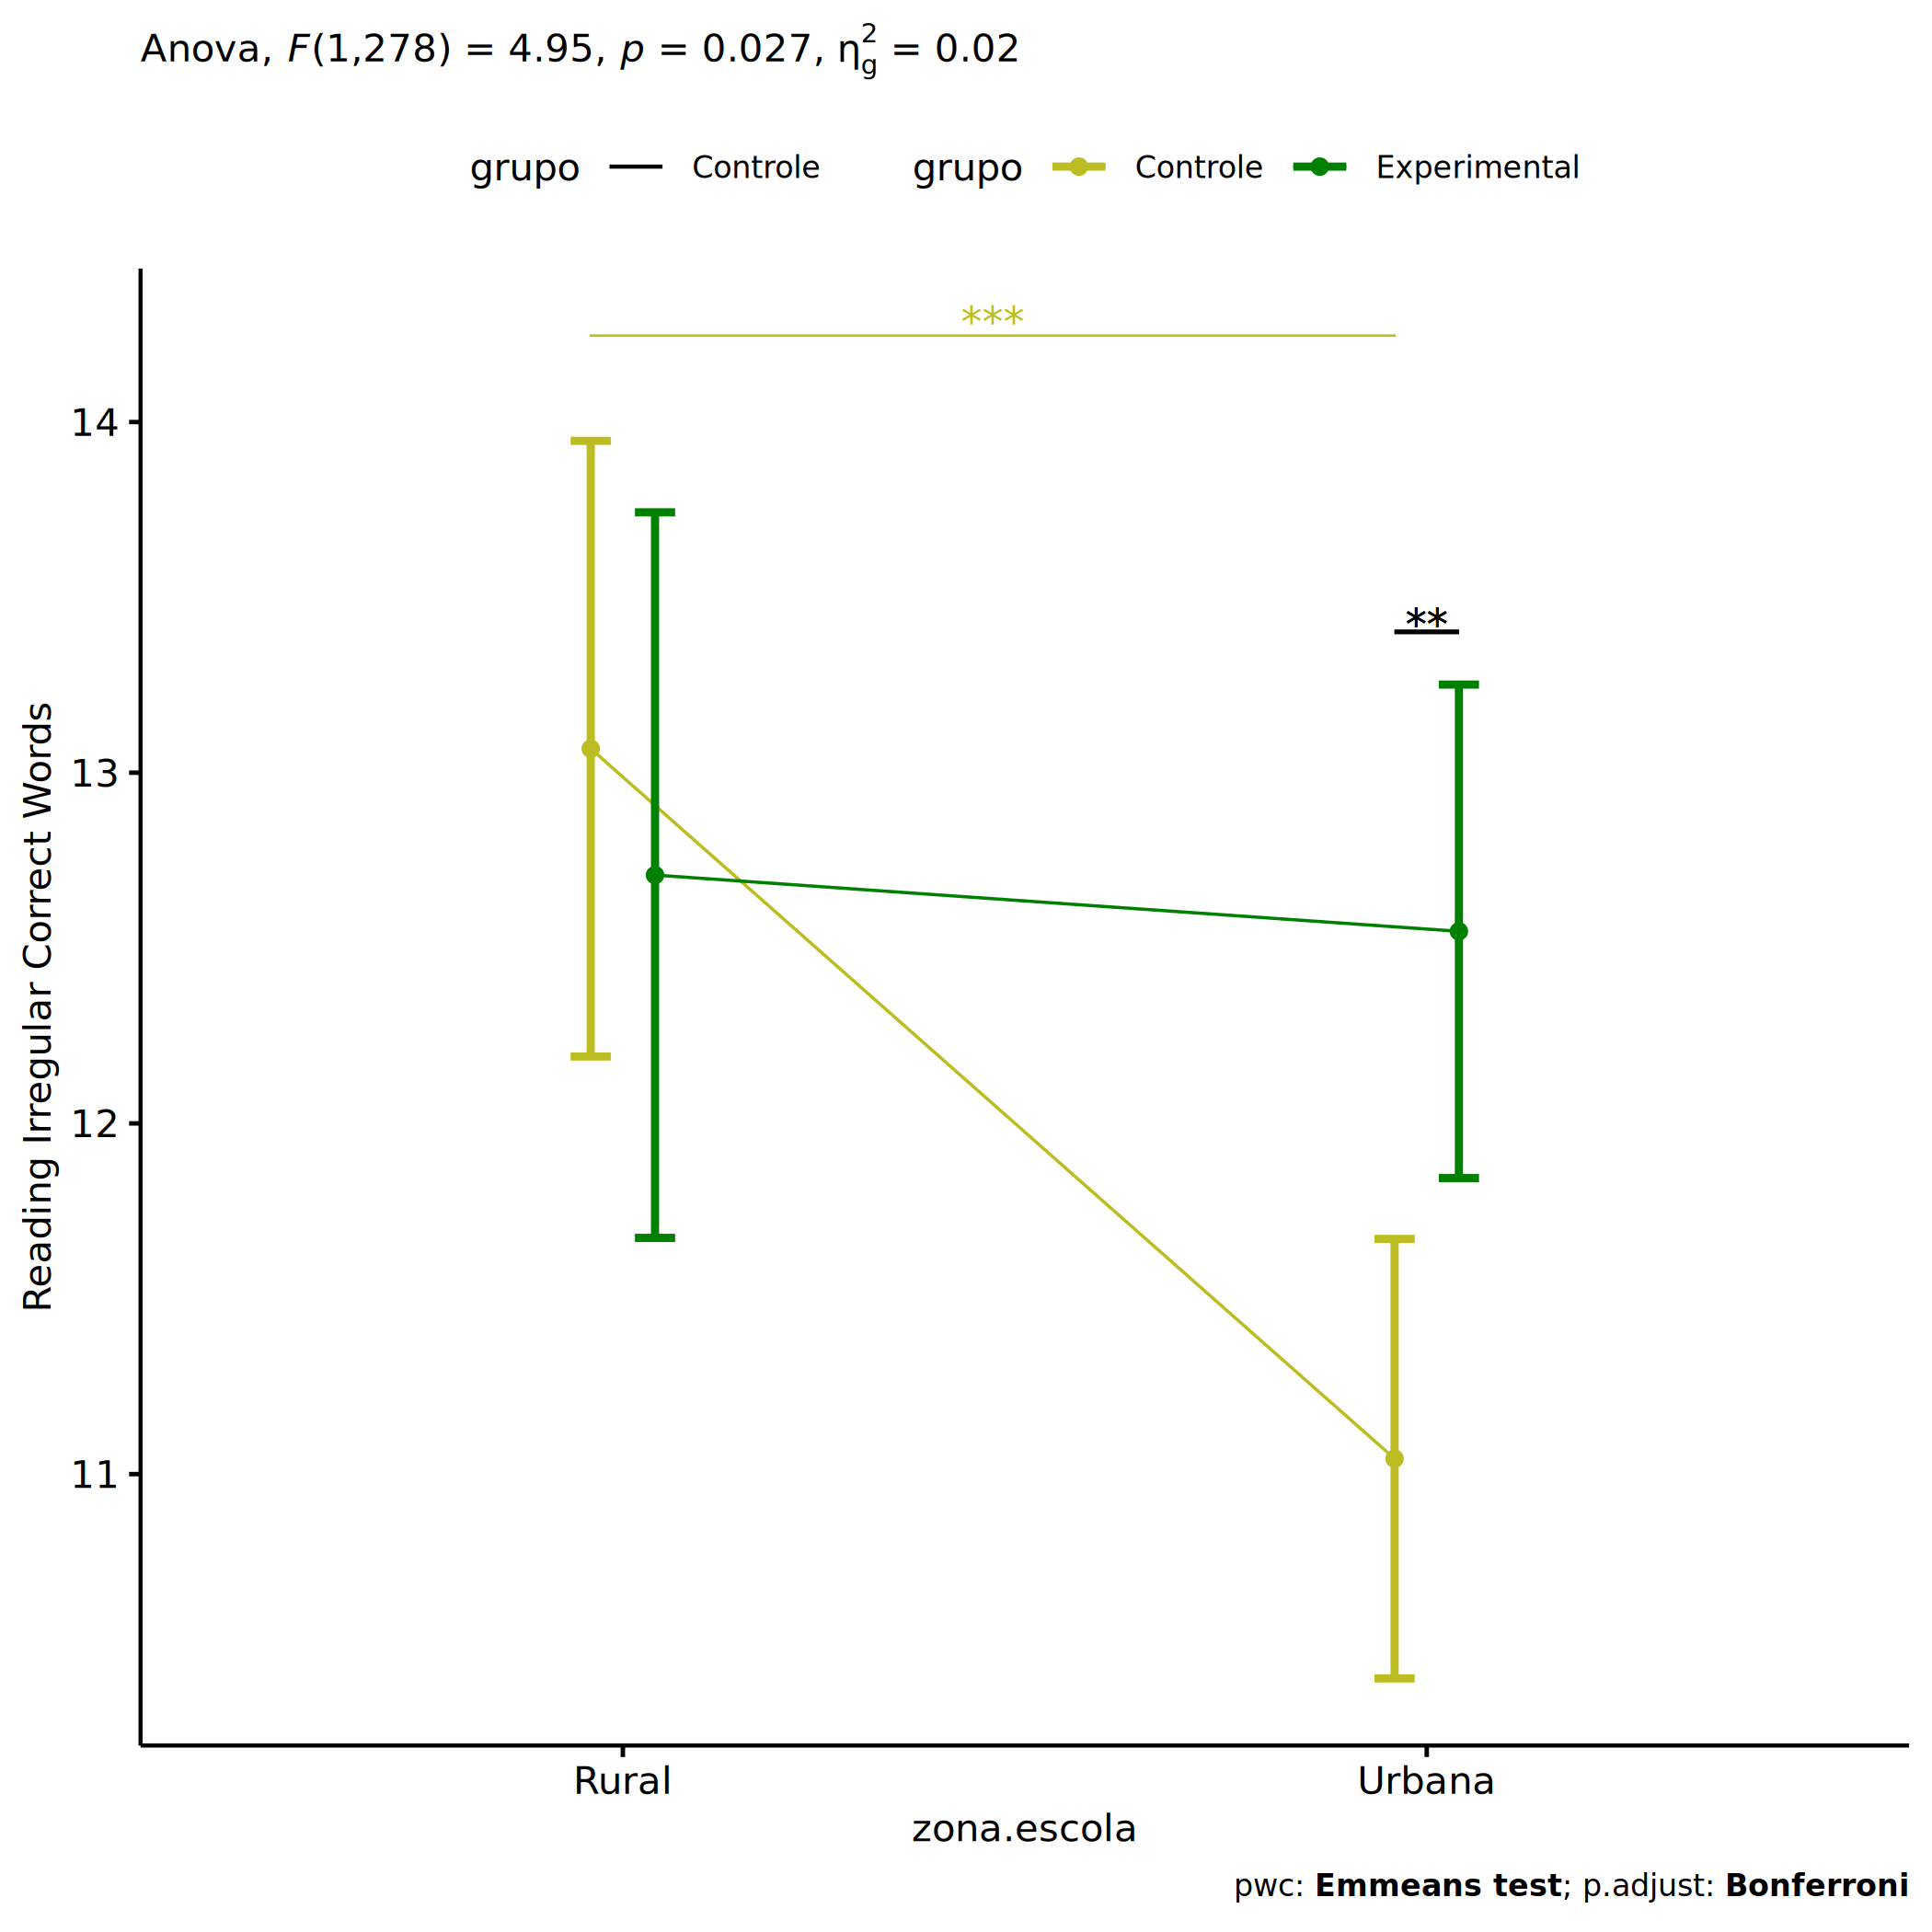 Anova, F(1,278) = 4.95, p = 0.027, η²g = 0.02
grupo Controle grupo Controle Experimental
***
14
**
13
12
11
Reading Irregular Correct Words
Rural Urbana
zona.escola
pwc: Emmeans test; p.adjust: Bonferroni